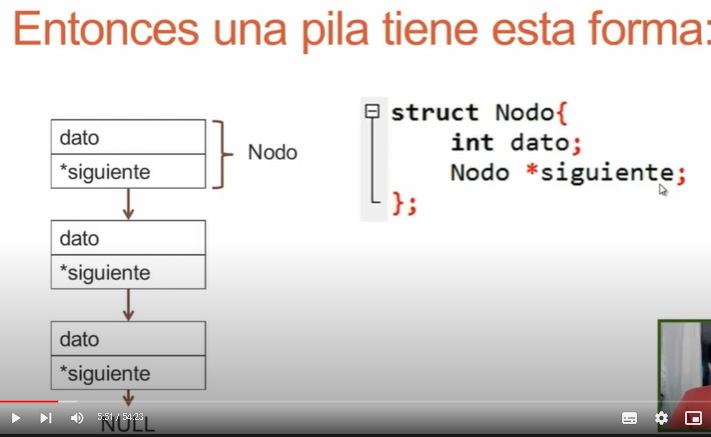 Entonces una pila tiene esta forma:
dato
*siguiente
Nodo
dato
*siguiente
dato
*siguiente
NULL
struct Nodo{
int dato;
Nodo *siguiente;
};
5:51 / 54:23